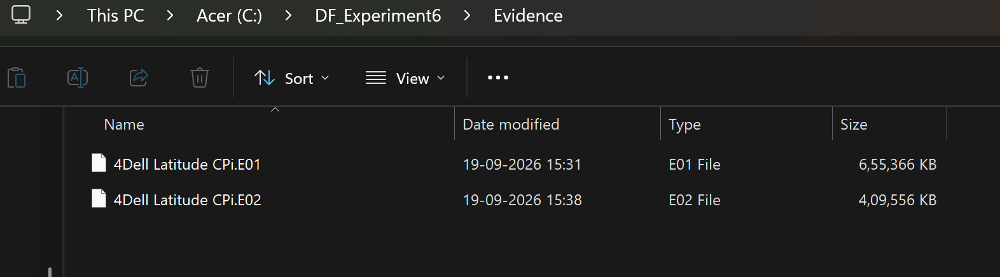 This PC > Acer (C:) > DF_Experiment6 > Evidence
Sort View
Name Date modified Type Size
4Dell Latitude CPi.E01 19-09-2026 15:31 E01 File 6,55,366 KB
4Dell Latitude CPi.E02 19-09-2026 15:38 E02 File 4,09,556 KB